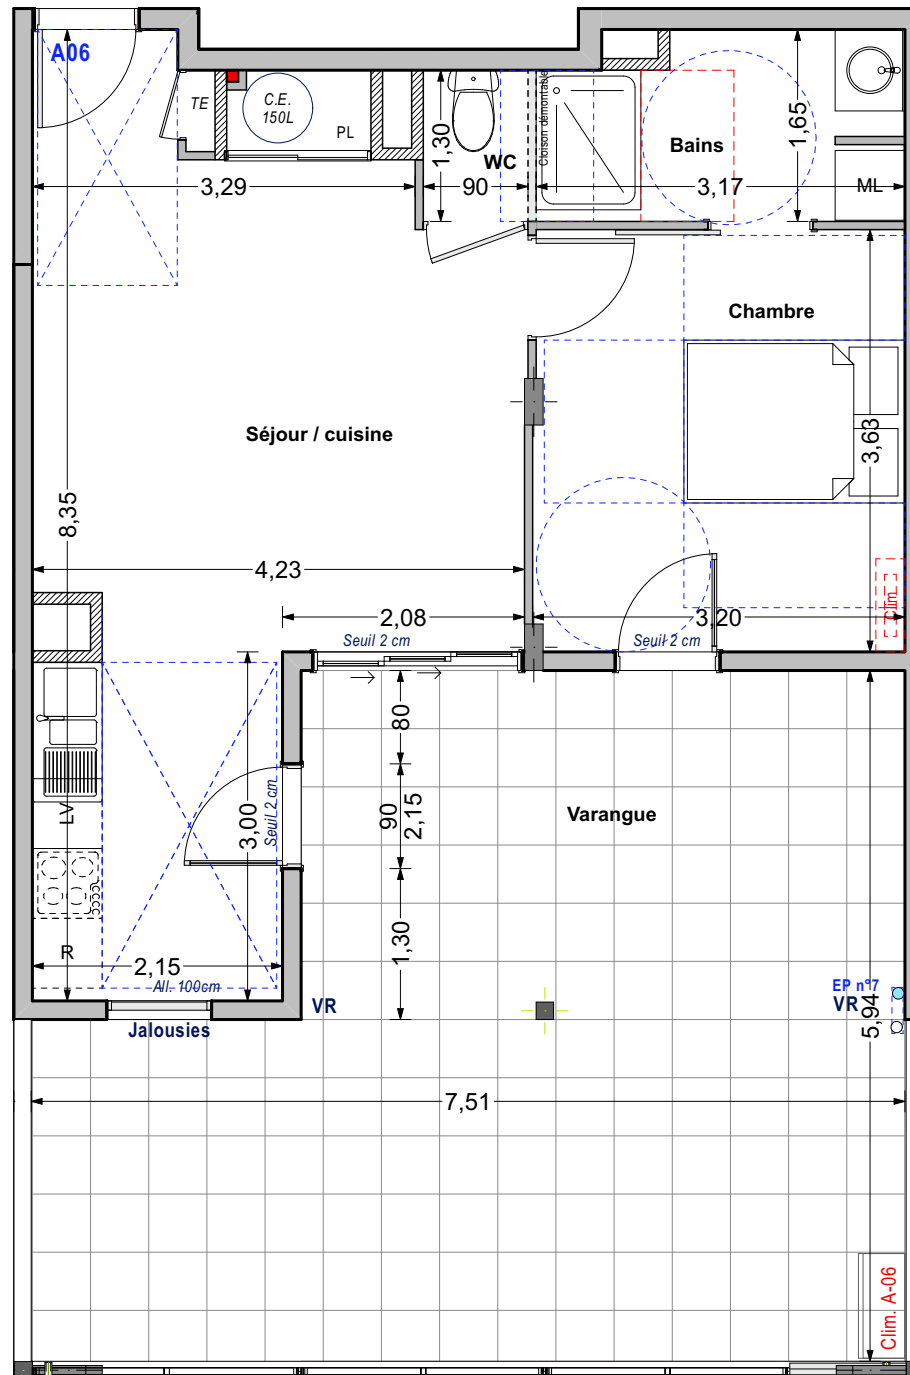 A06
TE
C.E.
150L
PL
1,30
WC
Cloison démontable
Bains
1,65
3,29
90
3,17
ML
Chambre
Séjour / cuisine
3,63
8,35
4,23
2,08
3,20
Clim
Seuil 2 cm
Seuil 2 cm
80
LV
3,00
Seuil 2 cm
90
2,15
Varangue
1,30
R
2,15
All. 100cm
VR
EP n°7
VR
Jalousies
5,94
7,51
Clim. A-06